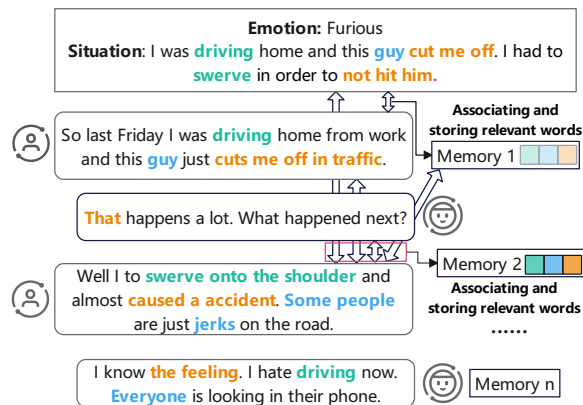 Emotion: Furious
Situation: I was driving home and this guy cut me off. I had to
swerve in order to not hit him.
Associating and
storing relevant words
So last Friday I was driving home from work
and this guy just cuts me off in traffic.
Memory 1
That happens a lot. What happened next?
Memory 2
Well I to swerve onto the shoulder and
almost caused a accident. Some people
are just jerks on the road.
Associating and
storing relevant words
......
I know the feeling. I hate driving now.
Everyone is looking in their phone.
Memory n